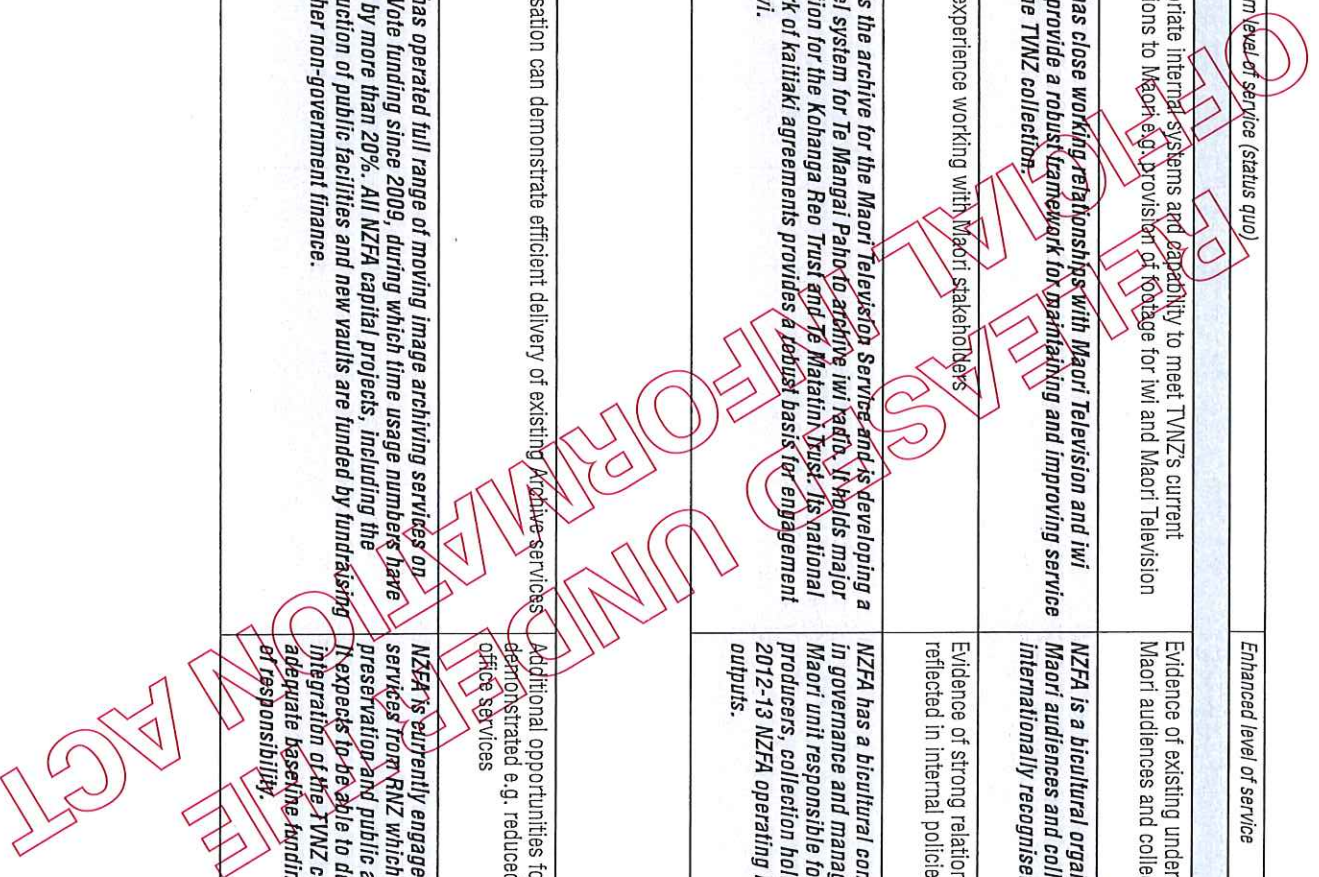 m level of service (status quo)
Enhanced level of service
riate internal systems and capability to meet TVNZ's current
ions to Maori e.g. provision of footage for iwi and Maori Television
Evidence of existing under
Maori audiences and colle
has close working relationships with Maori Television and iwi
provide a robust framework for maintaining and improving service
e TVNZ collection.
NZFA is a bicultural organ
Maori audiences and coll
internationally recognise
experience working with Maori stakeholders
Evidence of strong relation
reflected in internal policie
s the archive for the Maori Television Service and is developing a
el system for Te Mangai Paho to archive iwi radio. It holds major
tion for the Kohanga Reo Trust and Te Matatini Trust. Its national
rk of kaitiaki agreements provides a robust basis for engagement
vi.
NZFA has a bicultural con
in governance and manag
Maori unit responsible fo
producers, collection hol
2012-13 NZFA operating
outputs.
sation can demonstrate efficient delivery of existing Archive services
Additional opportunities fo
demonstrated e.g. reduced
office services
has operated full range of moving image archiving services on
Vote funding since 2009, during which time usage numbers have
by more than 20%. All NZFA capital projects, including the
uction of public facilities and new vaults are funded by fundraising
her non-government finance.
NZFA is currently engage
services from RNZ which
preservation and public a
It expects to be able to d
integration of the TVNZ c
adequate baseline fundin
of responsibility.
RELEASED UNDER THE
OFFICIAL INFORMATION ACT